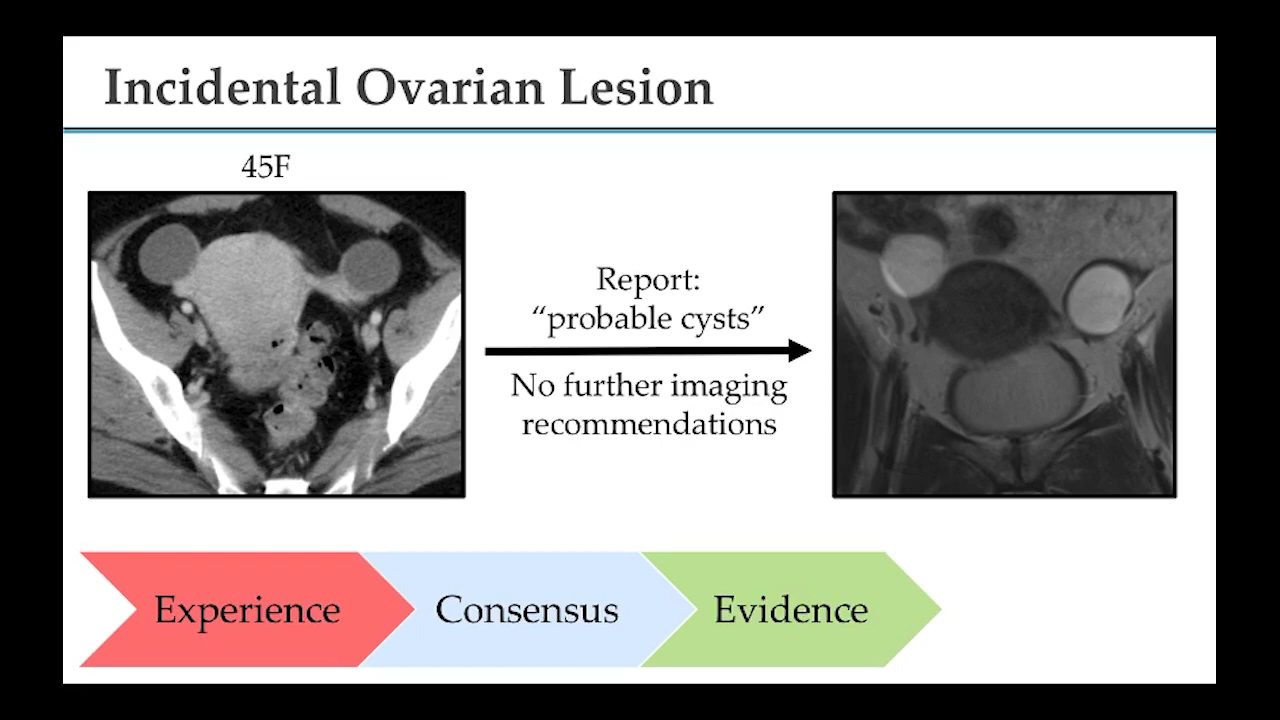 Incidental Ovarian Lesion
45F
Report:
“probable cysts”
No further imaging
recommendations
Experience
Consensus
Evidence